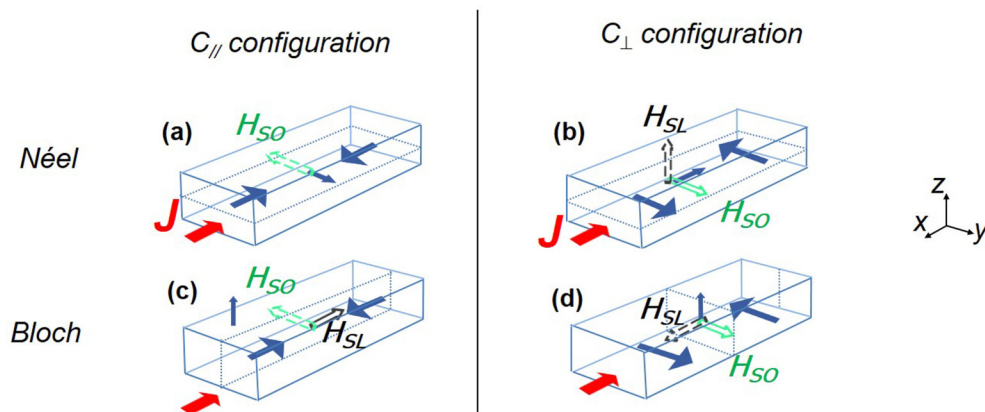 C// configuration
C⊥ configuration
Néel
(a)
HSO
J
(b)
HSL
HSO
J
z
x
y
Bloch
(c)
HSO
HSL
(d)
HSL
HSO